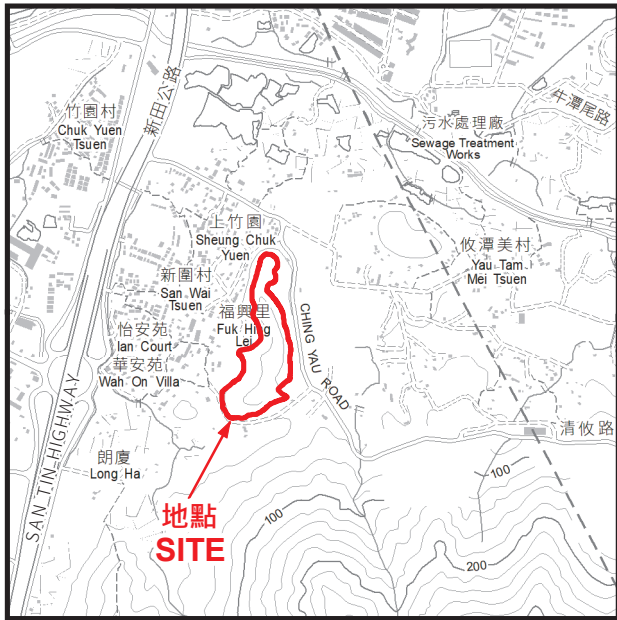 新田公路
竹園村
Chuk Yuen
Tsuen
牛潭尾路
污水處理廠
Sewage Treatment
Works
上竹園
Sheung Chuk
Yuen
攸潭美村
Yau Tam
Mei Tsuen
新圍村
San Wai
Tsuen
福興里
Fuk Hing
Lei
CHING YAU ROAD
怡安苑
Ian Court
華安苑
Wah On Villa
SAN TIN HIGHWAY
清攸路
朗廈
Long Ha
100
100
200
地點
SITE